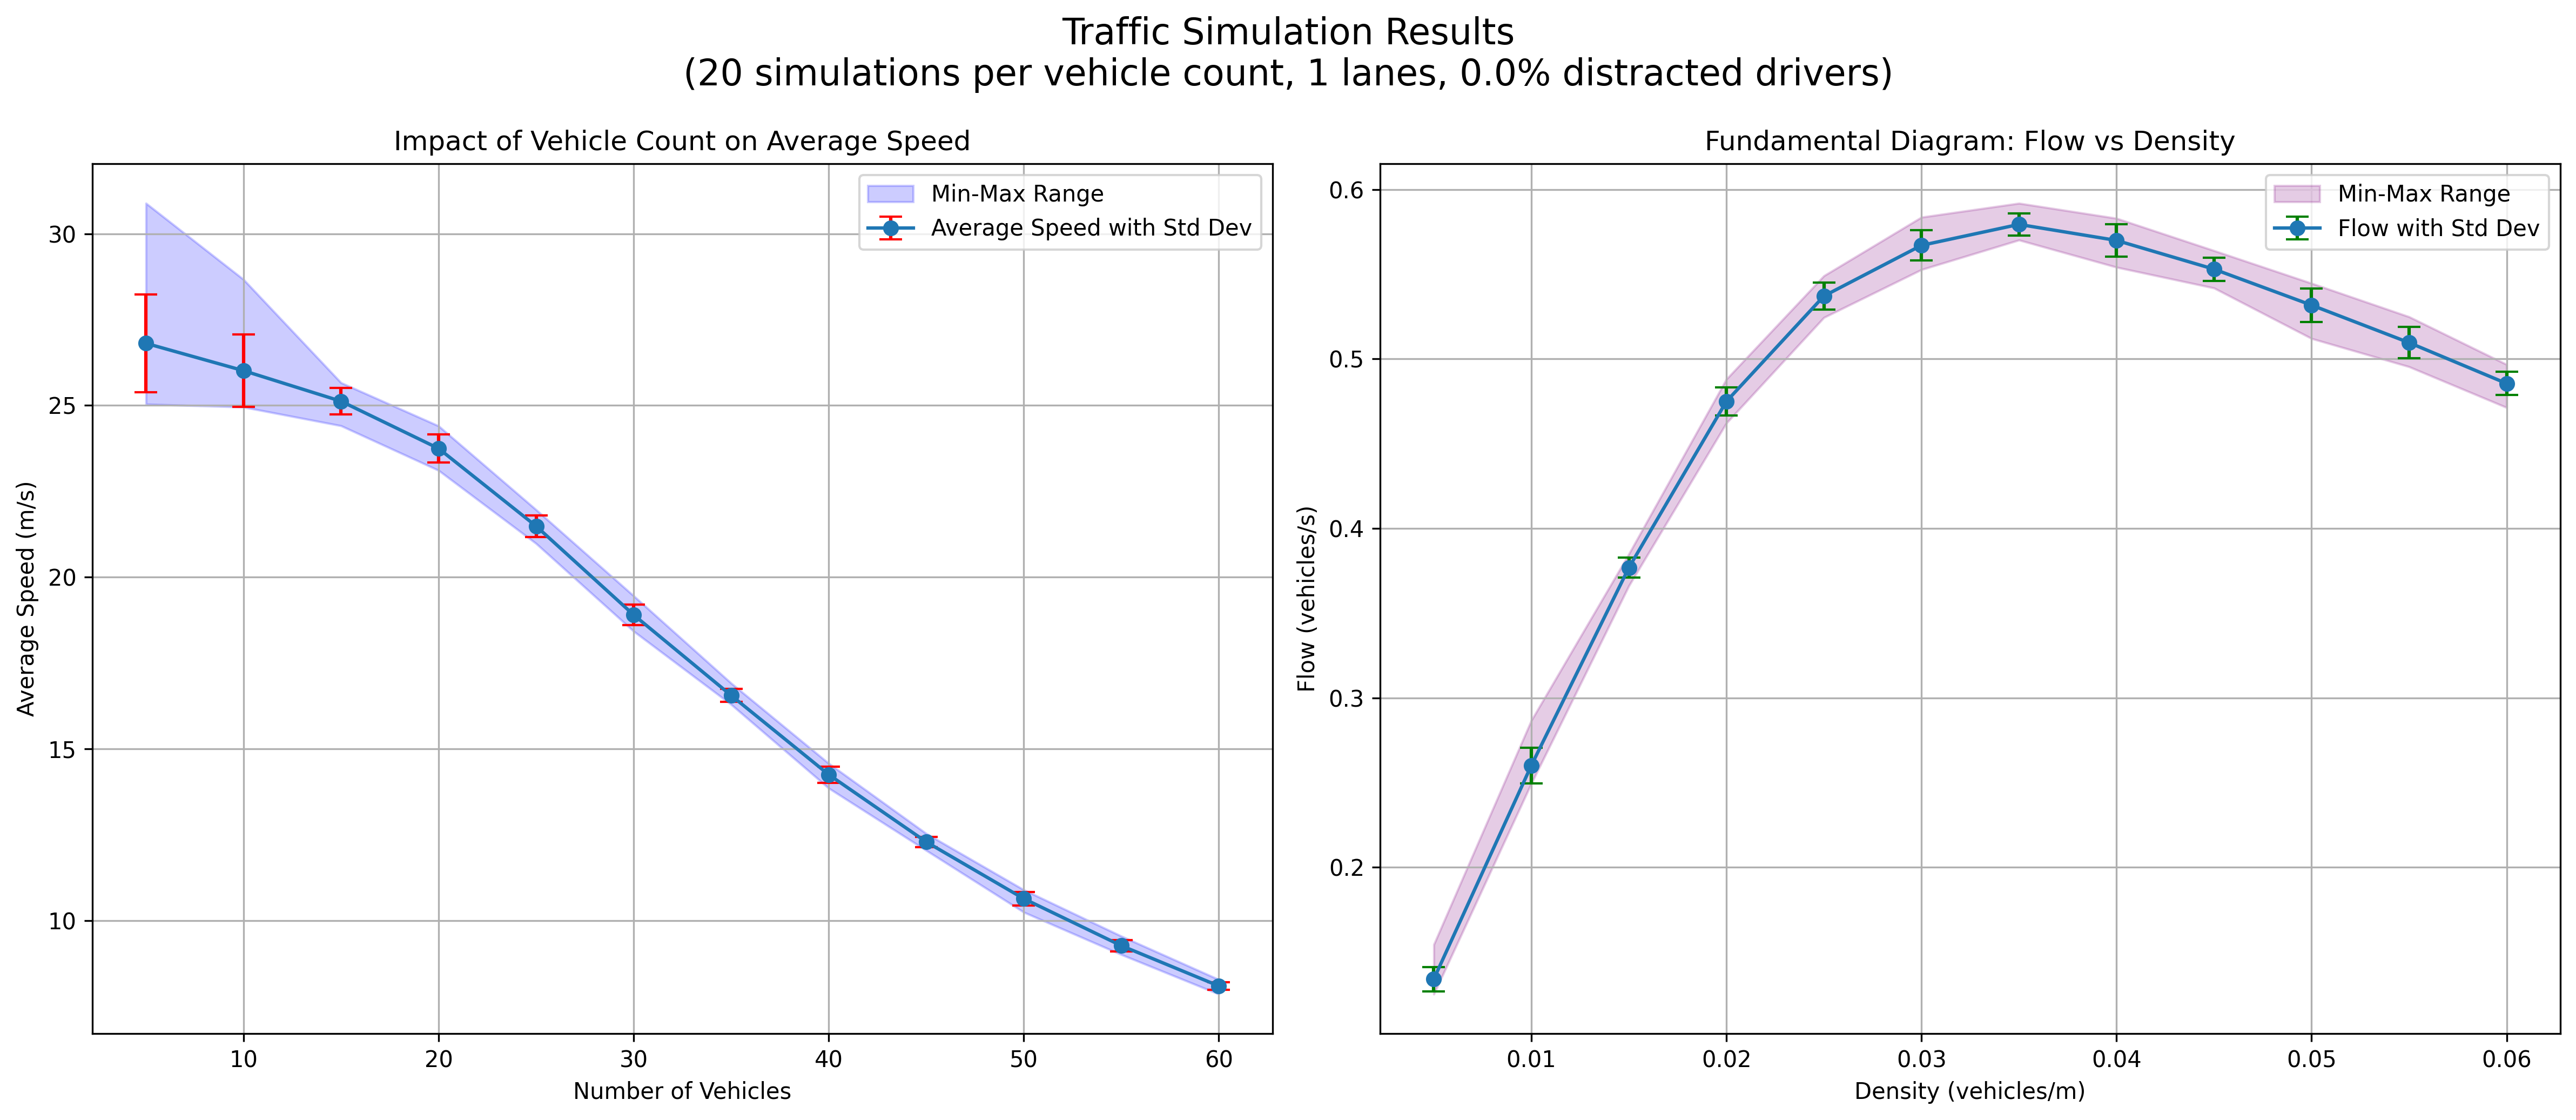 Traffic Simulation Results
(20 simulations per vehicle count, 1 lanes, 0.0% distracted drivers)
Impact of Vehicle Count on Average Speed
Min-Max Range
Average Speed with Std Dev
30
25
20
15
10
Average Speed (m/s)
10 20 30 40 50 60
Number of Vehicles
Fundamental Diagram: Flow vs Density
Min-Max Range
Flow with Std Dev
0.6
0.5
0.4
0.3
0.2
Flow (vehicles/s)
0.01 0.02 0.03 0.04 0.05 0.06
Density (vehicles/m)